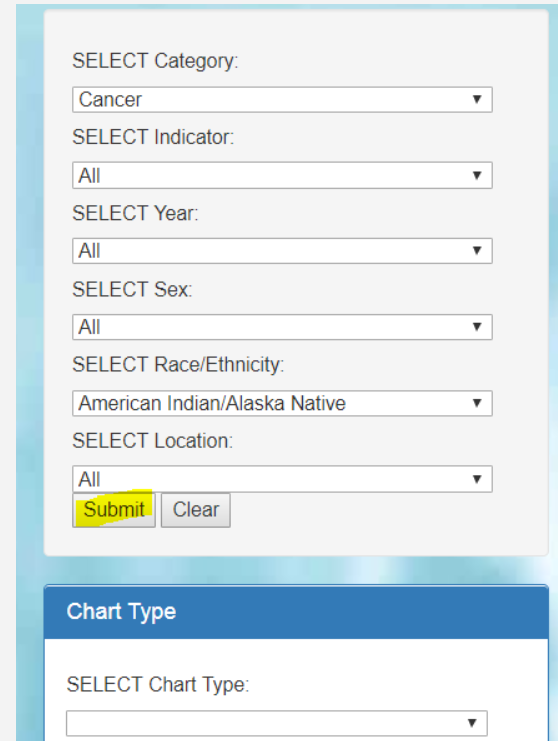 SELECT Category:
Cancer
SELECT Indicator:
All
SELECT Year:
All
SELECT Sex:
All
SELECT Race/Ethnicity:
American Indian/Alaska Native
SELECT Location:
All
Submit Clear
Chart Type
SELECT Chart Type: